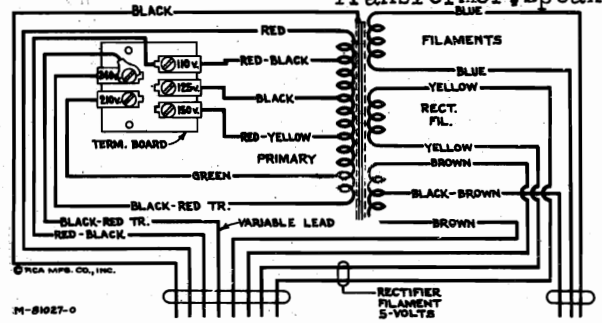 Transformer, Speak
BLACK
BLUE
RED
FILAMENTS
110 v.
RED-BLACK
240 v.
BLUE
YELLOW
125 v.
BLACK
210 v.
150 v.
RECT.
FIL.
RED-YELLOW
TERM. BOARD
YELLOW
PRIMARY
BROWN
GREEN
BLACK-BROWN
BLACK-RED TR.
BLACK-RED TR.
VARIABLE LEAD
BROWN
RED-BLACK
© RCA MFG. CO., INC.
RECTIFIER
FILAMENT
5-VOLTS
M-81027-0